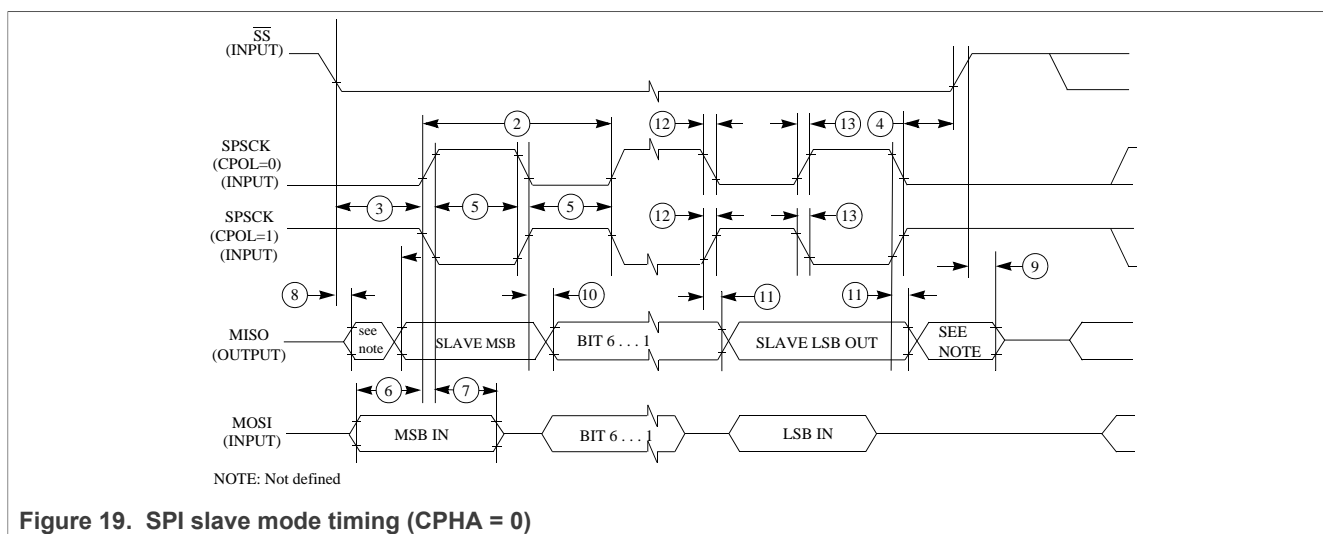 SS
(INPUT)
2
12
13
4
SPSCK
(CPOL=0)
(INPUT)
3
5
5
SPSCK
(CPOL=1)
(INPUT)
12
13
9
8
10
11
11
MISO
(OUTPUT)
see
note
SLAVE MSB
BIT 6 . . . 1
SLAVE LSB OUT
SEE
NOTE
6
7
MOSI
(INPUT)
MSB IN
BIT 6 . . . 1
LSB IN
NOTE: Not defined
Figure 19. SPI slave mode timing (CPHA = 0)